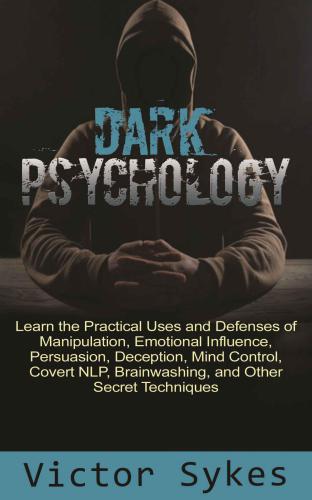 DARK
PSYCHOLOGY
Learn the Practical Uses and Defenses of
Manipulation, Emotional Influence,
Persuasion, Deception, Mind Control,
Covert NLP, Brainwashing, and Other
Secret Techniques
Victor Sykes